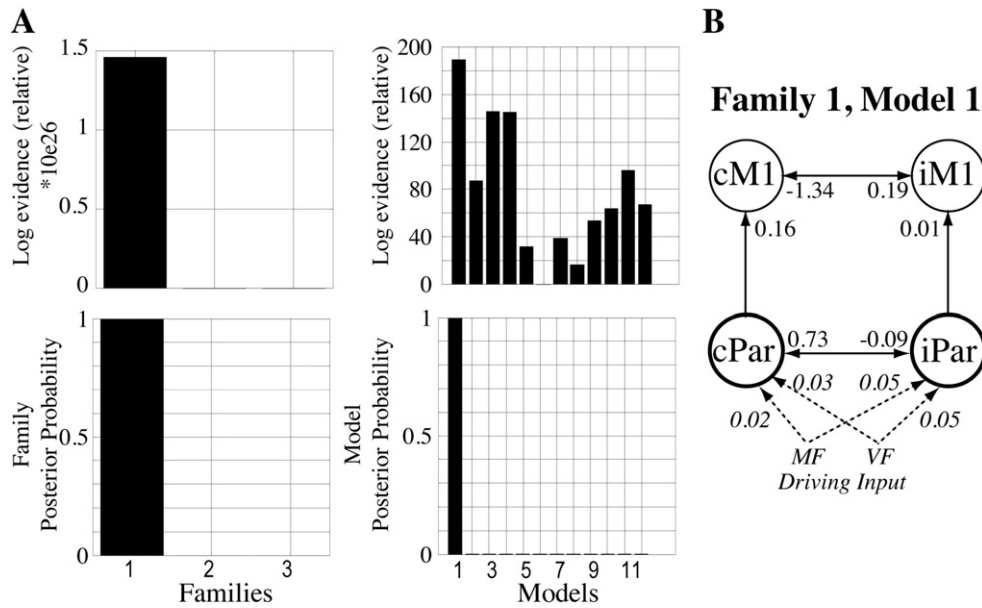 A
Log evidence (relative)
*10e26
1.5
1
0.5
0
Log evidence (relative)
200
160
120
80
40
0
Family
Posterior Probability
1
0.5
0
1 2 3
Families
Model
Posterior Probability
1
0.5
0
1 3 5 7 9 11
Models
B
Family 1, Model 1
cM1 iM1
-1.34 0.19
0.16 0.01
cPar iPar
0.73 -0.09
0.03 0.05
0.02 0.05
MF VF
Driving Input